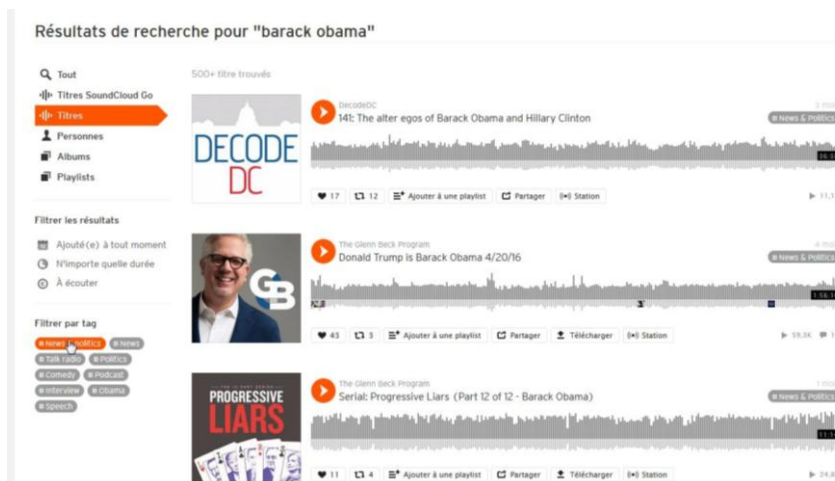 Résultats de recherche pour "barack obama"
Tout
Titres SoundCloud Go
Titres
Personnes
Albums
Playlists
Filtrer les résultats
Ajouté(e) à tout moment
N'importe quelle durée
À écouter
Filtrer par tag
# News & politics # News
# Talk radio # Politics
# Comedy # Podcast
# Interview # Obama
# Speech
500+ titre trouvés
DECODE
DC
DecodeDC
141: The alter egos of Barack Obama and Hillary Clinton
# News & Politics
17 12 Ajouter à une playlist Partager Station
GB
The Glenn Beck Program
Donald Trump is Barack Obama 4/20/16
# News & Politics
43 3 Ajouter à une playlist Partager Télécharger Station
59,3K
PROGRESSIVE
LIARS
The Glenn Beck Program
Serial: Progressive Liars (Part 12 of 12 - Barack Obama)
# News & Politics
11 4 Ajouter à une playlist Partager Télécharger Station